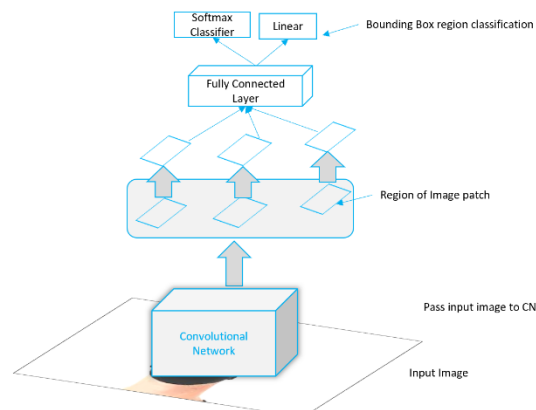 Softmax
Classifier
Linear
Bounding Box region classification
Fully Connected
Layer
Region of Image patch
Convolutional
Network
Pass input image to CN
Input Image